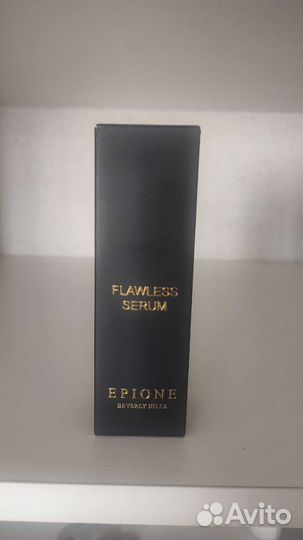 FLAWLESS
SERUM
EPIONE
BEVERLY HILLS
Avito